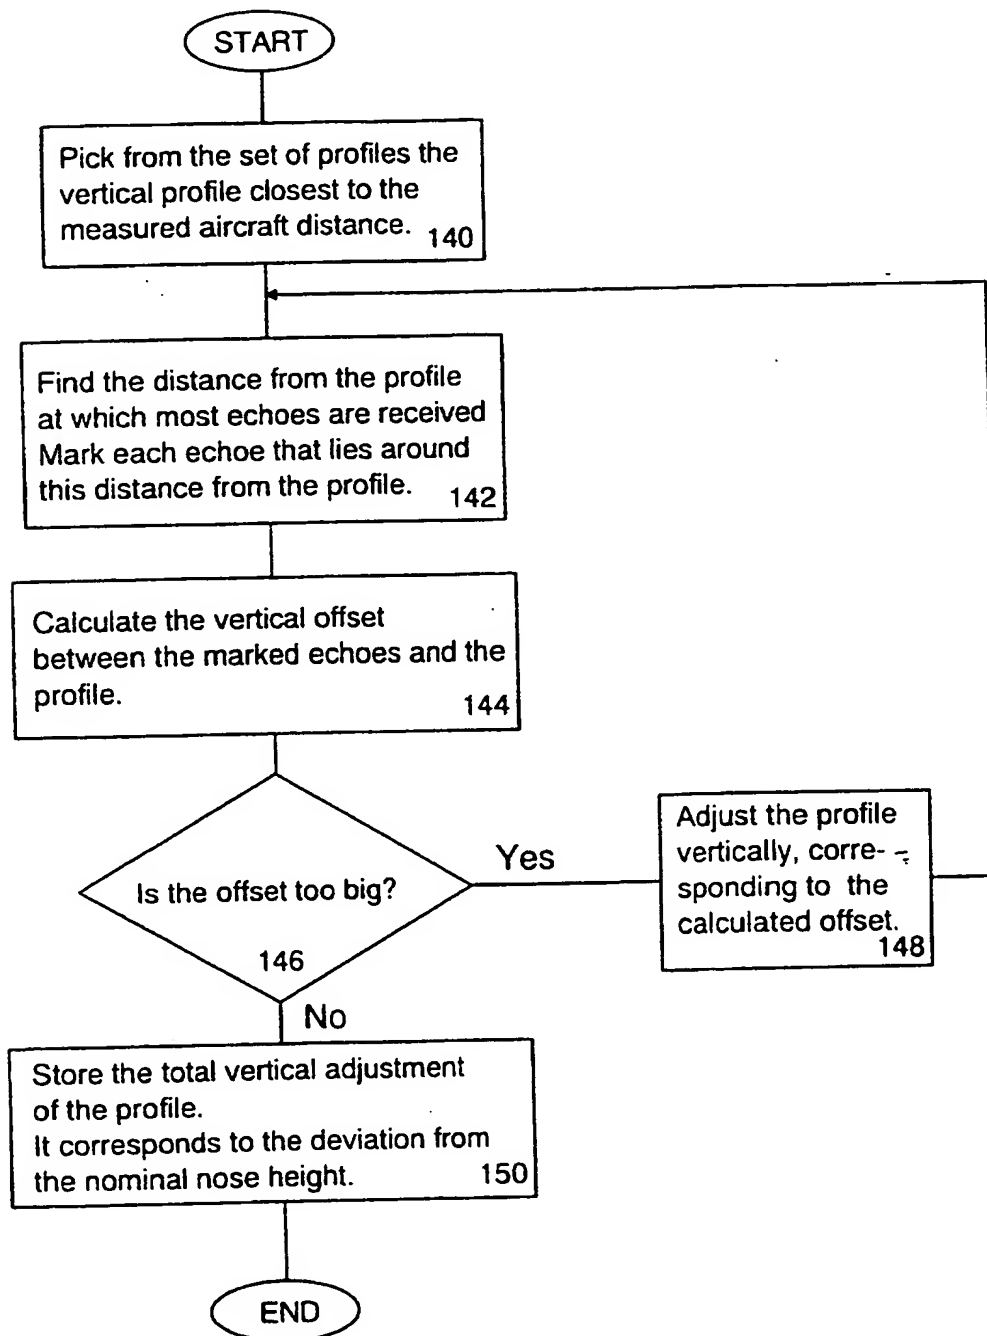 START
Pick from the set of profiles the
vertical profile closest to the
measured aircraft distance. 140
Find the distance from the profile
at which most echoes are received
Mark each echoe that lies around
this distance from the profile. 142
Calculate the vertical offset
between the marked echoes and the
profile. 144
Is the offset too big?
146
Yes
Adjust the profile
vertically, corre-
sponding to the
calculated offset.
148
No
Store the total vertical adjustment
of the profile.
It corresponds to the deviation from
the nominal nose height. 150
END